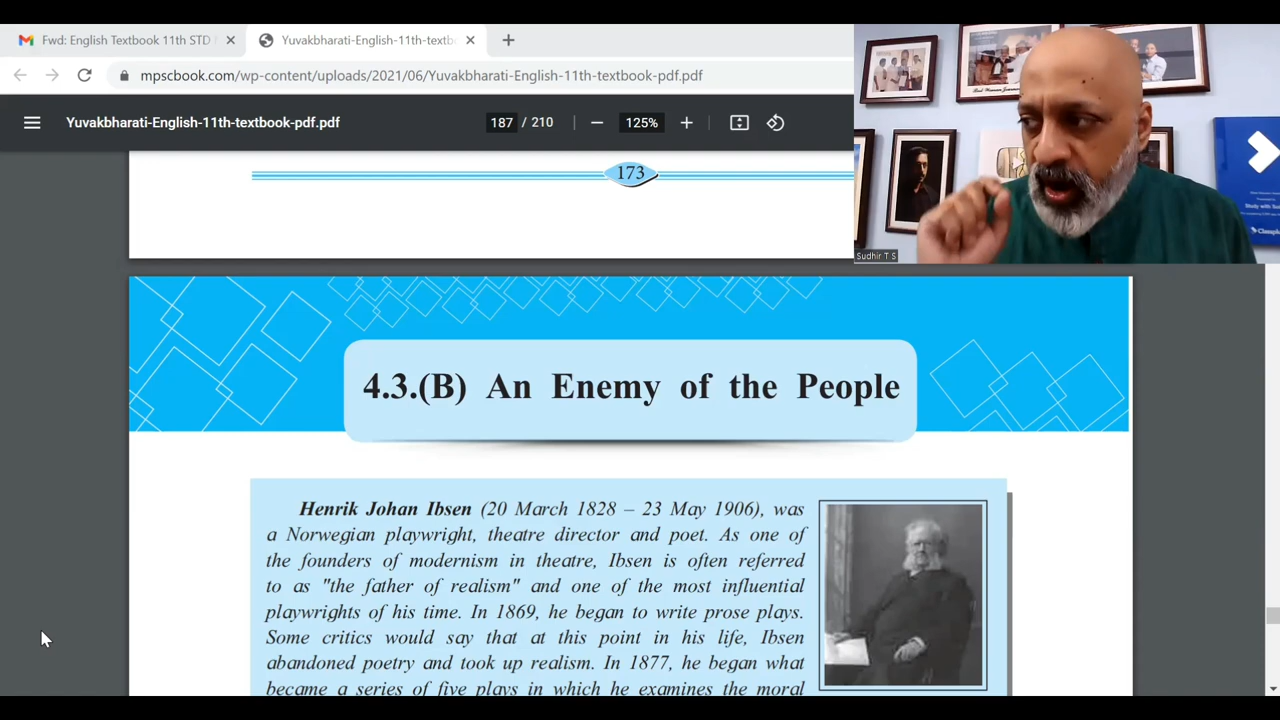 Fwd: English Textbook 11th STD
Yuvakbharati-English-11th-textb
mpscbook.com/wp-content/uploads/2021/06/Yuvakbharati-English-11th-textbook-pdf.pdf
Yuvakbharati-English-11th-textbook-pdf.pdf
187 / 210
125%
173
Sudhir T S
4.3.(B) An Enemy of the People
Henrik Johan Ibsen (20 March 1828 – 23 May 1906), was
a Norwegian playwright, theatre director and poet. As one of
the founders of modernism in theatre, Ibsen is often referred
to as "the father of realism" and one of the most influential
playwrights of his time. In 1869, he began to write prose plays.
Some critics would say that at this point in his life, Ibsen
abandoned poetry and took up realism. In 1877, he began what
became a series of five plays in which he examines the moral